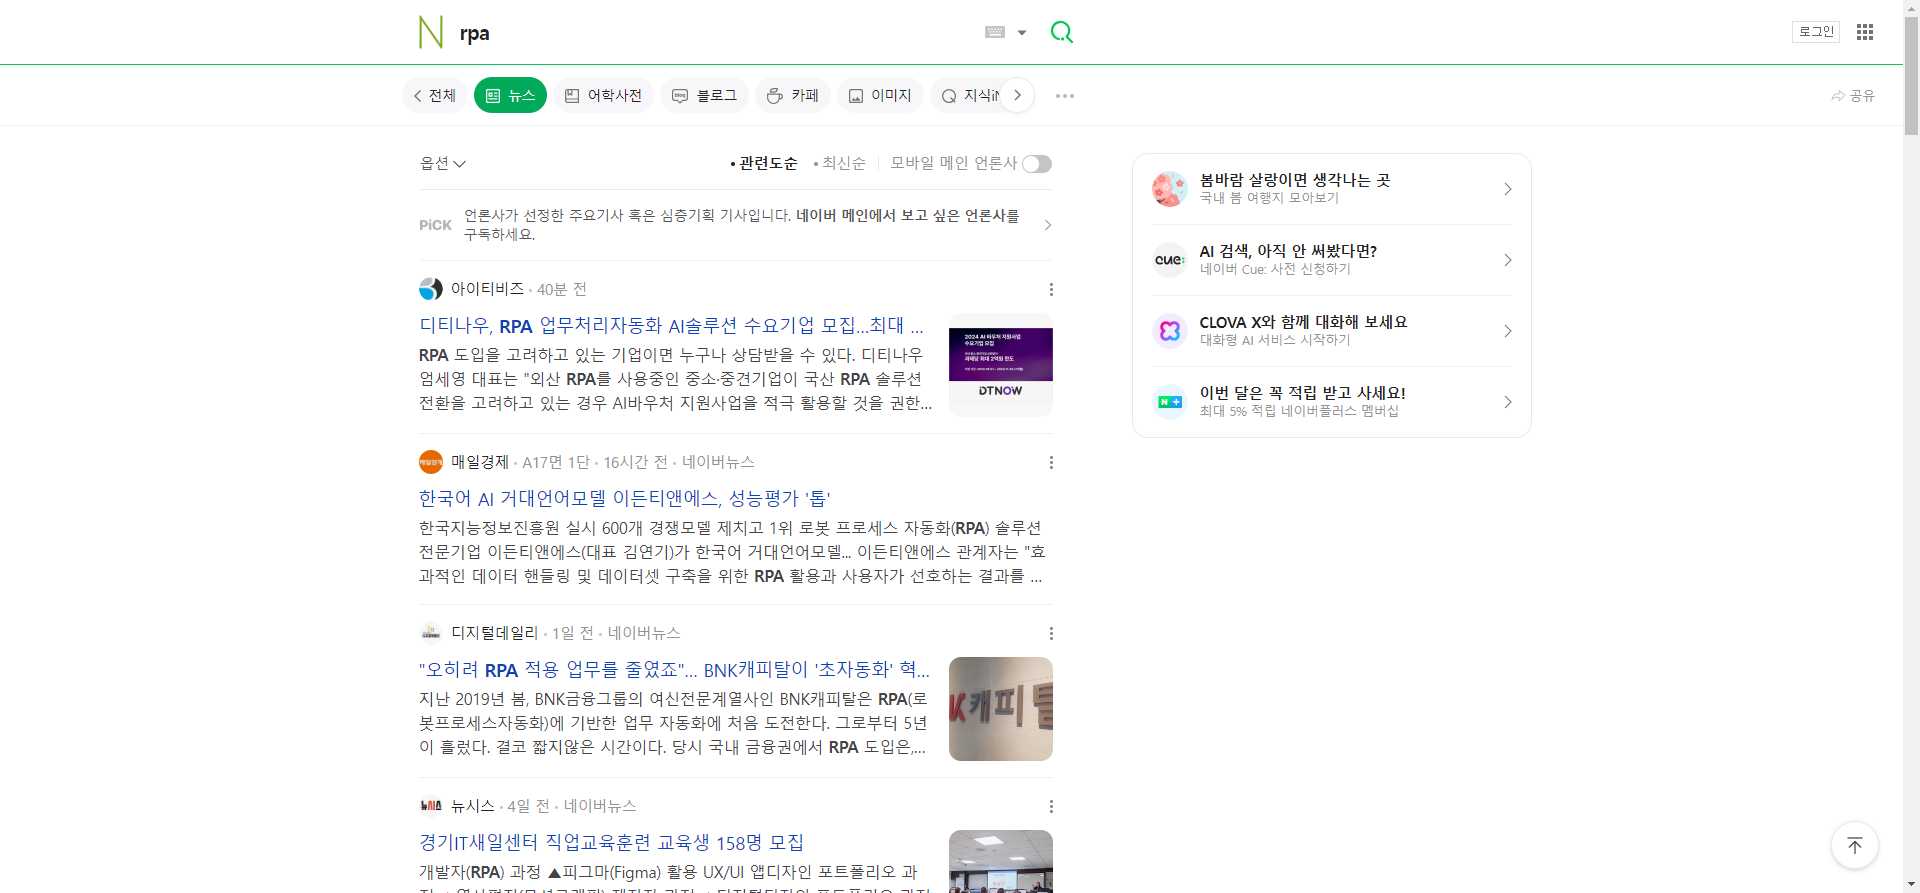 N rpa
로그인
전체 뉴스 어학사전 블로그 카페 이미지 지식iN
공유
옵션 • 관련도순 • 최신순 모바일 메인 언론사
PiCK 언론사가 선정한 주요기사 혹은 심층기획 기사입니다. 네이버 메인에서 보고 싶은 언론사를
구독하세요.
아이티비즈 · 40분 전
디티나우, RPA 업무처리자동화 AI솔루션 수요기업 모집...최대 ...
RPA 도입을 고려하고 있는 기업이면 누구나 상담받을 수 있다. 디티나우
엄세영 대표는 "외산 RPA를 사용중인 중소·중견기업이 국산 RPA 솔루션
전환을 고려하고 있는 경우 AI바우처 지원사업을 적극 활용할 것을 권한...
2024 AI 바우처 지원사업
수요기업 모집
과제당 최대 2억원 한도
DTNOW
매일경제
매일경제 · A17면 1단 · 16시간 전 · 네이버뉴스
한국어 AI 거대언어모델 이든티앤에스, 성능평가 '톱'
한국지능정보진흥원 실시 600개 경쟁모델 제치고 1위 로봇 프로세스 자동화(RPA) 솔루션
전문기업 이든티앤에스(대표 김연기)가 한국어 거대언어모델... 이든티앤에스 관계자는 "효
과적인 데이터 핸들링 및 데이터셋 구축을 위한 RPA 활용과 사용자가 선호하는 결과를 ...
디지털데일리 · 1일 전 · 네이버뉴스
"오히려 RPA 적용 업무를 줄였죠"... BNK캐피탈이 '초자동화' 혁...
지난 2019년 봄, BNK금융그룹의 여신전문계열사인 BNK캐피탈은 RPA(로
봇프로세스자동화)에 기반한 업무 자동화에 처음 도전한다. 그로부터 5년
이 흘렀다. 결코 짧지않은 시간이다. 당시 국내 금융권에서 RPA 도입은,...
K캐피탈
뉴시스
뉴시스 · 4일 전 · 네이버뉴스
경기IT새일센터 직업교육훈련 교육생 158명 모집
개발자(RPA) 과정 ▲피그마(Figma) 활용 UX/UI 앱디자인 포트폴리오 과
봄바람 살랑이면 생각나는 곳
국내 봄 여행지 모아보기
cue:
AI 검색, 아직 안 써봤다면?
네이버 Cue: 사전 신청하기
CLOVA X와 함께 대화해 보세요
대화형 AI 서비스 시작하기
N +
이번 달은 꼭 적립 받고 사세요!
최대 5% 적립 네이버플러스 멤버십